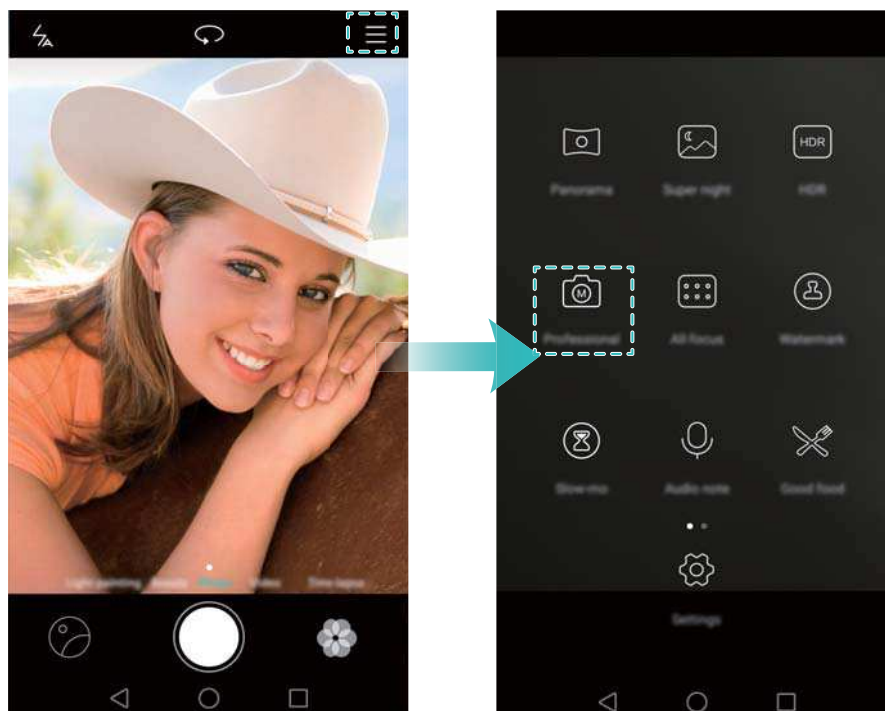 Light painting Beauty Photo Video Time-lapse
HDR
Panorama Super night HDR
M
Professional All focus Watermark
Slow-mo Audio note Good food
Settings